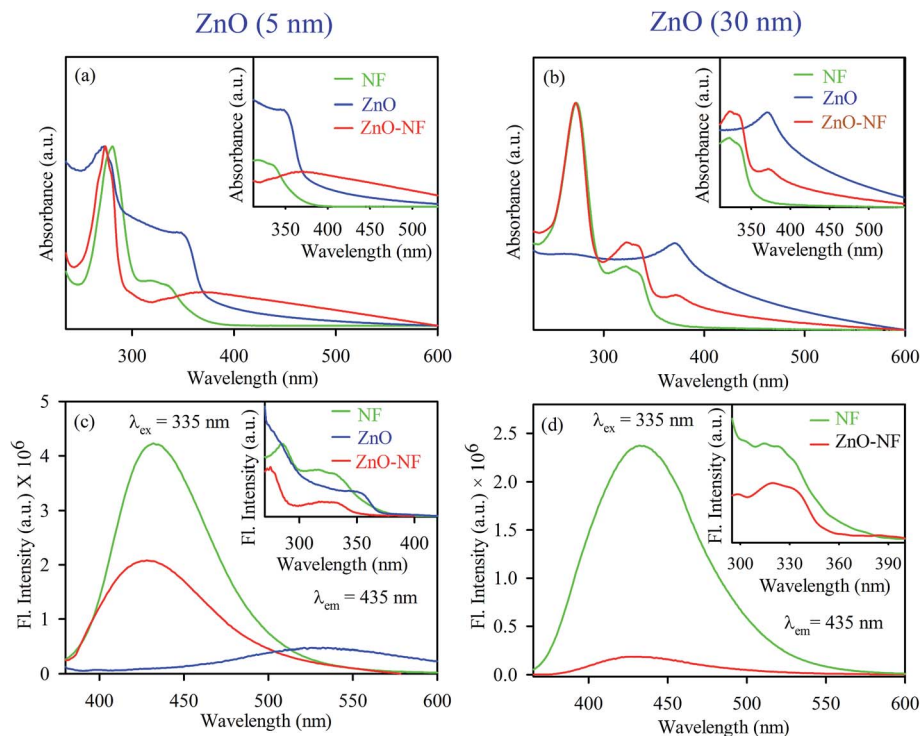 ZnO (5 nm)
ZnO (30 nm)
(a)
NF
ZnO
ZnO-NF
Absorbance (a.u.)
350 400 450 500
Wavelength (nm)
Absorbance (a.u.)
300 400 500 600
Wavelength (nm)
(b)
NF
ZnO
ZnO-NF
Absorbance (a.u.)
350 400 450 500
Wavelength (nm)
Absorbance (a.u.)
300 400 500 600
Wavelength (nm)
(c)
λex = 335 nm
NF
ZnO
ZnO-NF
Fl. Intensity (a.u.)
300 350 400
Wavelength (nm)
λem = 435 nm
Fl. Intensity (a.u.) X 10⁶
5
4
3
2
1
0
400 450 500 550 600
Wavelength (nm)
(d)
λex = 335 nm
NF
ZnO-NF
Fl. Intensity (a.u.)
300 330 360 390
Wavelength (nm)
λem= 435 nm
Fl. Intensity (a.u.) × 10⁶
2.5
2.0
1.5
1.0
0.5
0.0
400 450 500 550 600
Wavelength (nm)